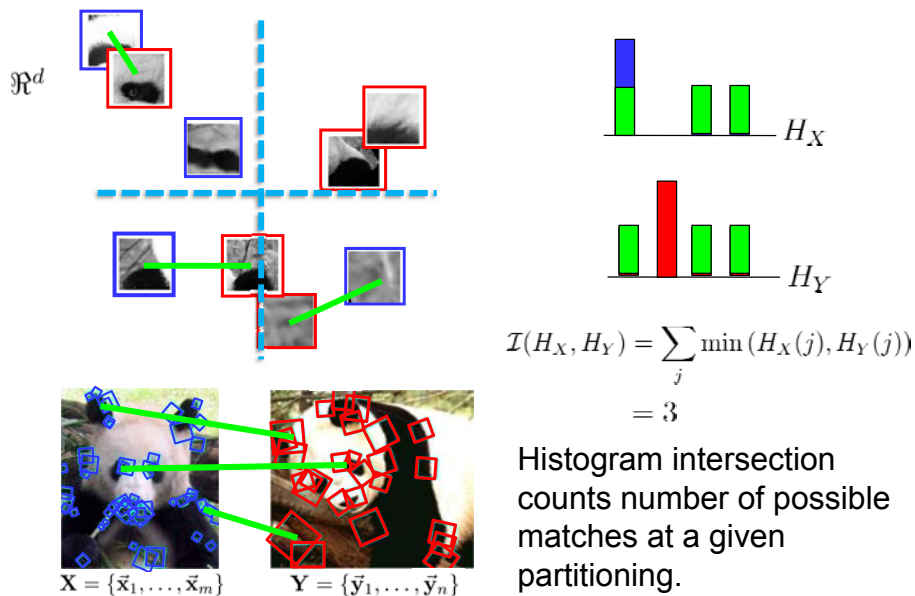 ℜ^d
H_X
H_Y
𝓘(H_X, H_Y) = ∑_j min (H_X(j), H_Y(j))
= 3
Histogram intersection
counts number of possible
matches at a given
partitioning.
X = {x⃗_1, . . . , x⃗_m}
Y = {y⃗_1, . . . , y⃗_n}